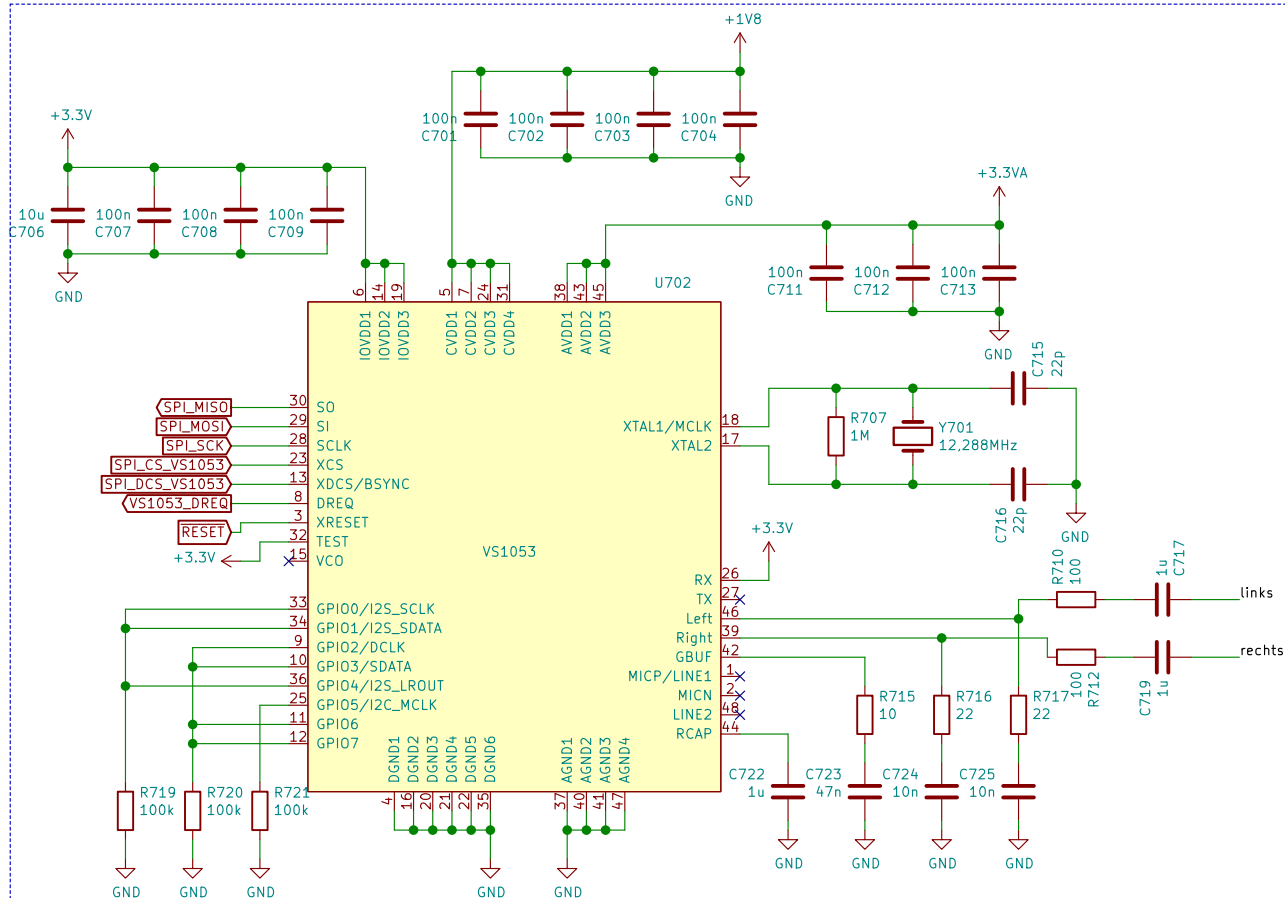 +1V8
100n
C701
100n
C702
100n
C703
100n
C704
GND
+3.3V
10u
C706
100n
C707
100n
C708
100n
C709
GND
+3.3VA
100n
C711
100n
C712
100n
C713
GND
U702
6
14
19
5
7
24
31
38
43
45
IOVDD1
IOVDD2
IOVDD3
CVDD1
CVDD2
CVDD3
CVDD4
AVDD1
AVDD2
AVDD3
C715
22p
SPI_MISO 30 SO
SPI_MOSI 29 SI
SPI_SCK 28 SCLK
SPI_CS_VS1053 23 XCS
SPI_DCS_VS1053 13 XDCS/BSYNC
VS1053_DREQ 8 DREQ
RESET 3 XRESET
32 TEST
+3.3V
15 VCO
VS1053
XTAL1/MCLK 18
XTAL2 17
R707
1M
Y701
12,288MHz
C716
22p
GND
+3.3V
RX 26
TX 27
Left 46
Right 39
GBUF 42
MICP/LINE1 1
MICN 2
LINE2 48
RCAP 44
R710
100
1u
C717
links
100
R712
C719
1u
rechts
33 GPIO0/I2S_SCLK
34 GPIO1/I2S_SDATA
9 GPIO2/DCLK
10 GPIO3/SDATA
36 GPIO4/I2S_LROUT
25 GPIO5/I2C_MCLK
11 GPIO6
12 GPIO7
R715
10
R716
22
R717
22
DGND1
DGND2
DGND3
DGND4
DGND5
DGND6
AGND1
AGND2
AGND3
AGND4
4
16
20
21
22
35
37
40
41
47
R719
100k
R720
100k
R721
100k
C722
1u
C723
47n
C724
10n
C725
10n
GND
GND
GND
GND
GND
GND
GND
GND
GND